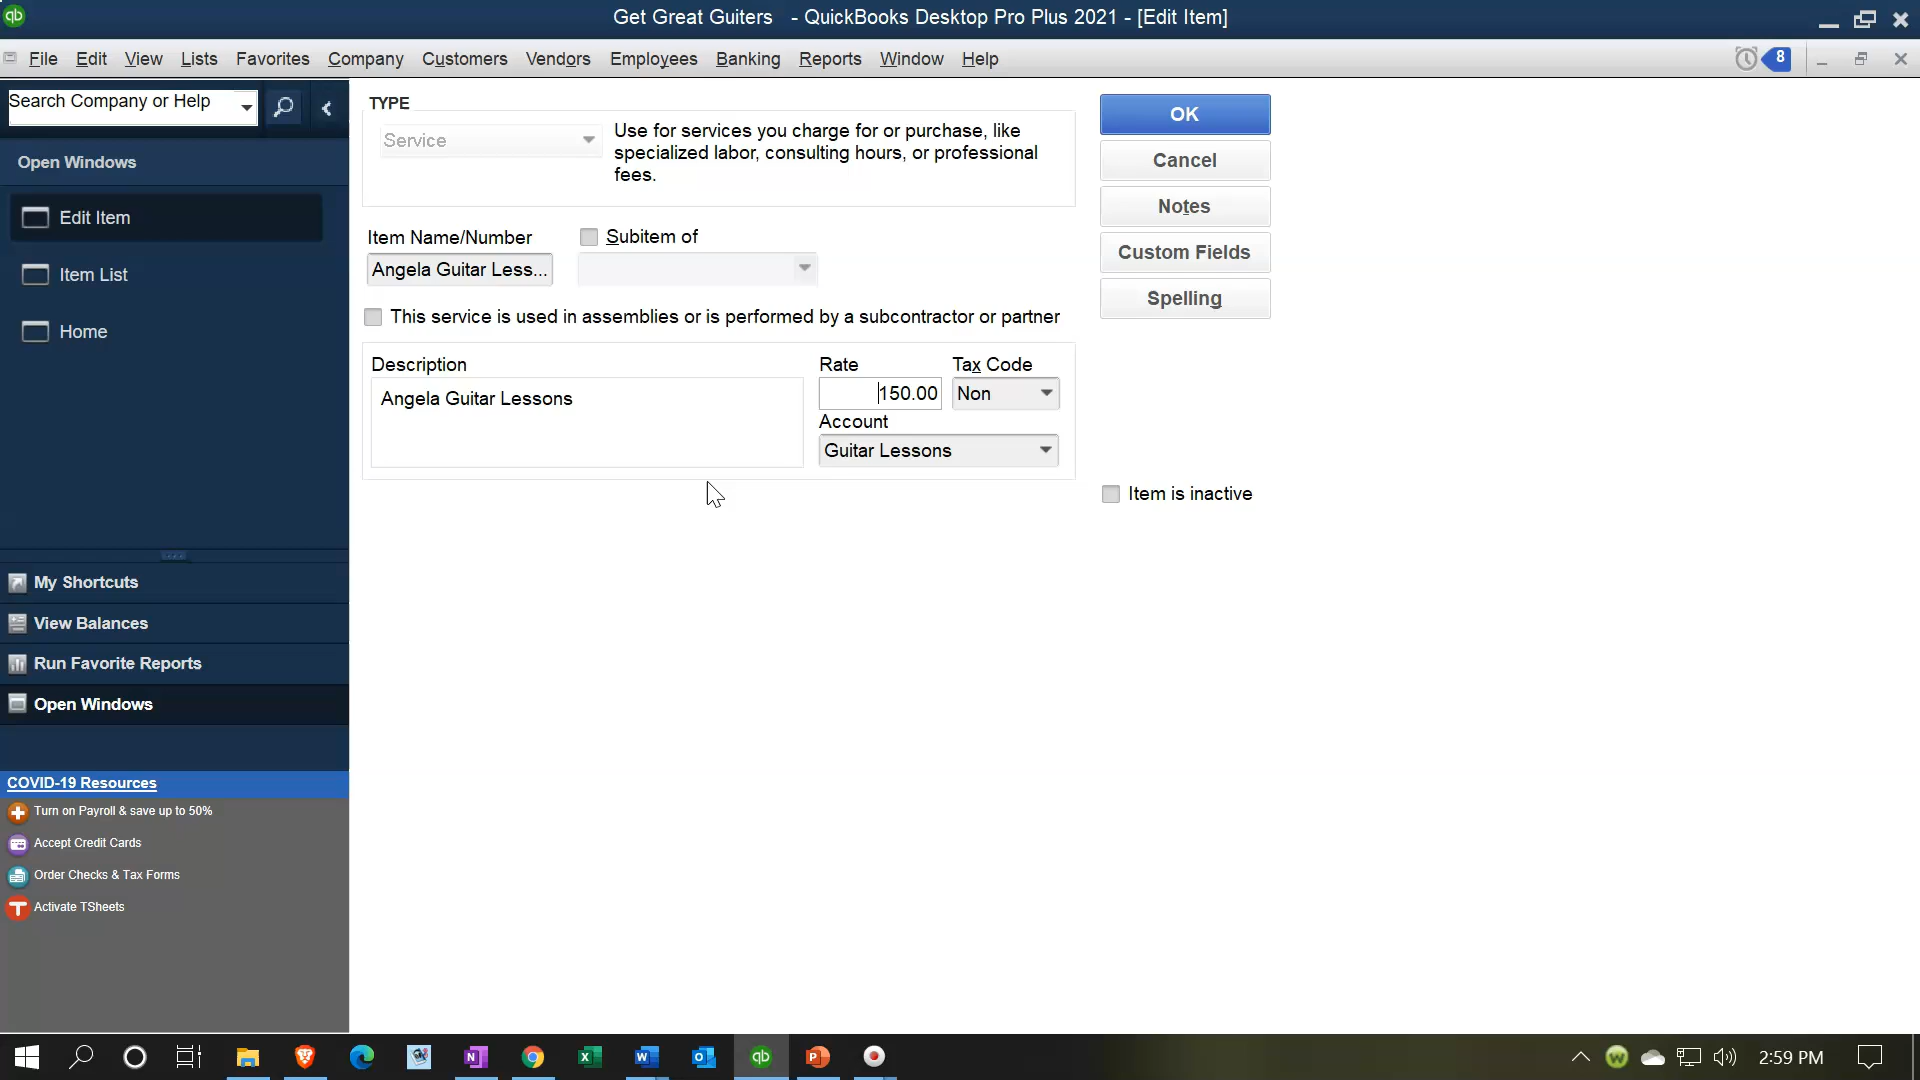 qb
Get Great Guiters - QuickBooks Desktop Pro Plus 2021 - [Edit Item]
File Edit View Lists Favorites Company Customers Vendors Employees Banking Reports Window Help
8
Search Company or Help
Open Windows
Edit Item
Item List
Home
My Shortcuts
View Balances
Run Favorite Reports
Open Windows
COVID-19 Resources
Turn on Payroll & save up to 50%
Accept Credit Cards
Order Checks & Tax Forms
Activate TSheets
TYPE
Service
Use for services you charge for or purchase, like
specialized labor, consulting hours, or professional
fees.
Item Name/Number
Angela Guitar Less...
Subitem of
This service is used in assemblies or is performed by a subcontractor or partner
Description
Angela Guitar Lessons
Rate
150.00
Tax Code
Non
Account
Guitar Lessons
OK
Cancel
Notes
Custom Fields
Spelling
Item is inactive
2:59 PM